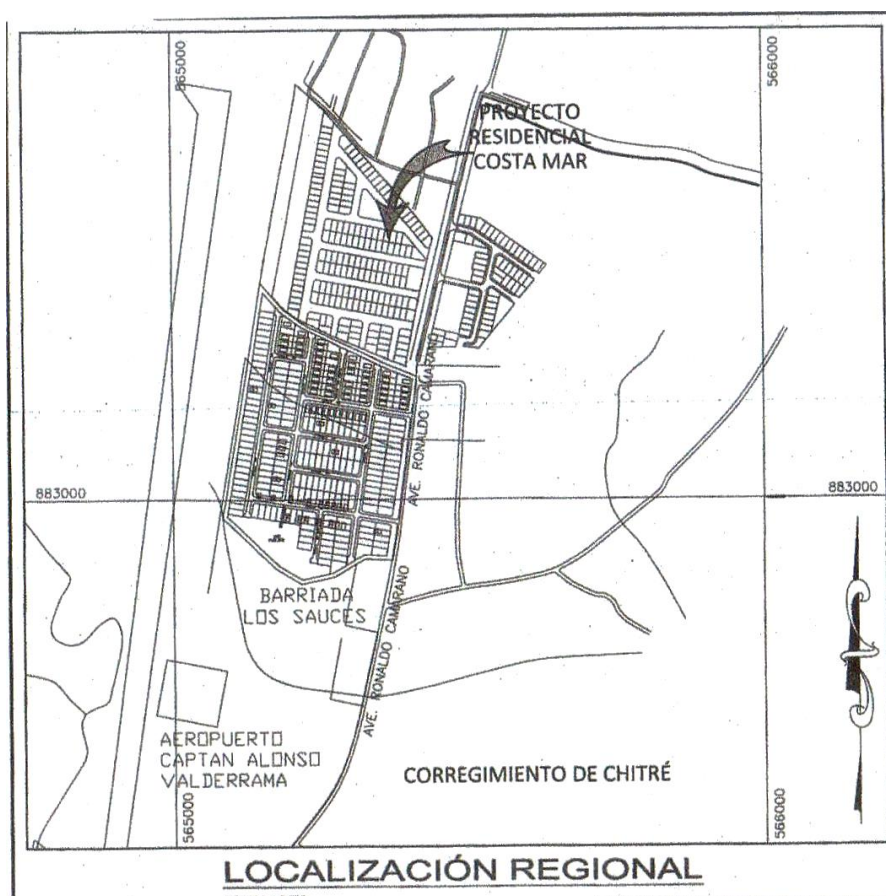 565000
566000
PROYECTO
RESIDENCIAL
COSTA MAR
AVE. RONALDO CAMARANO
883000
883000
BARRIADA
LOS SAUCES
AVE. RONALDO CAMARANO
AEROPUERTO
CAPTAN ALONSO
VALDERRAMA
CORREGIMIENTO DE CHITRÉ
565000
566000
LOCALIZACIÓN REGIONAL